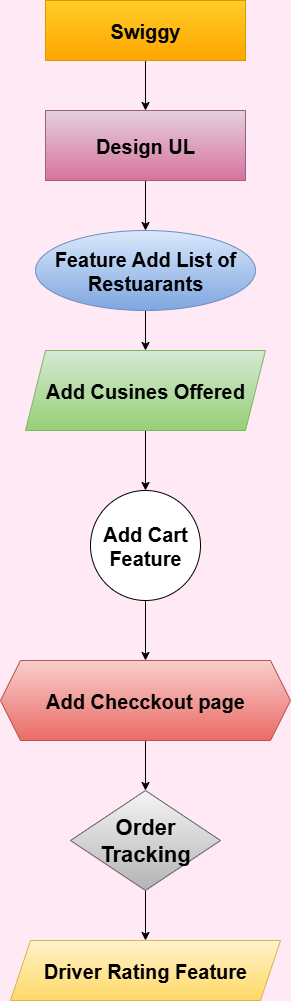 Swiggy
Design UL
Feature Add List of
Restuarants
Add Cusines Offered
Add Cart
Feature
Add Checckout page
Order
Tracking
Driver Rating Feature